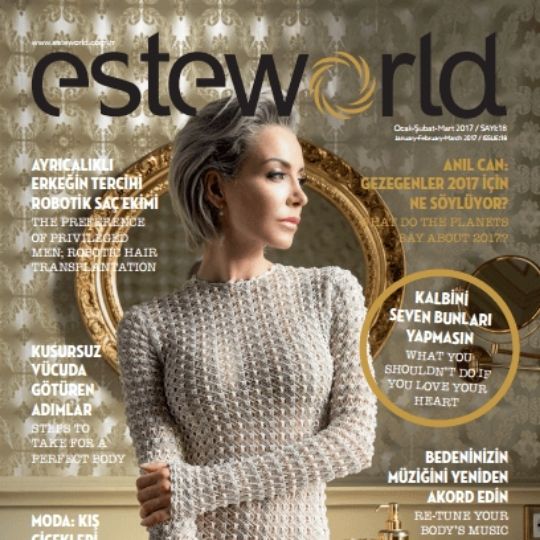 www.esteworld.com.tr
esteworld
Ocak-Şubat-Mart 2017 / SAYI:18
January-February-March 2017 / ISSUE:18
AYRICALIKLI
ERKEĞİN TERCİHİ
ROBOTİK SAÇ EKİMİ
THE PREFERENCE
OF PRIVILEGED
MEN; ROBOTIC HAIR
TRANSPLANTATION
ANIL CAN:
GEZEGENLER 2017 İÇİN
NE SÖYLÜYOR?
WHAT DO THE PLANETS
SAY ABOUT 2017?
KALBİNİ
SEVEN BUNLARI
YAPMASIN
WHAT YOU
SHOULDN'T DO IF
YOU LOVE YOUR
HEART
KUSURSUZ
VÜCUDA
GÖTÜREN
ADIMLAR
STEPS TO
TAKE FOR A
PERFECT BODY
BEDENİNİZİN
MÜZİĞİNİ YENİDEN
AKORD EDİN
RE-TUNE YOUR
BODY'S MUSIC
MODA: KIŞ
ÇİÇEKLERİ